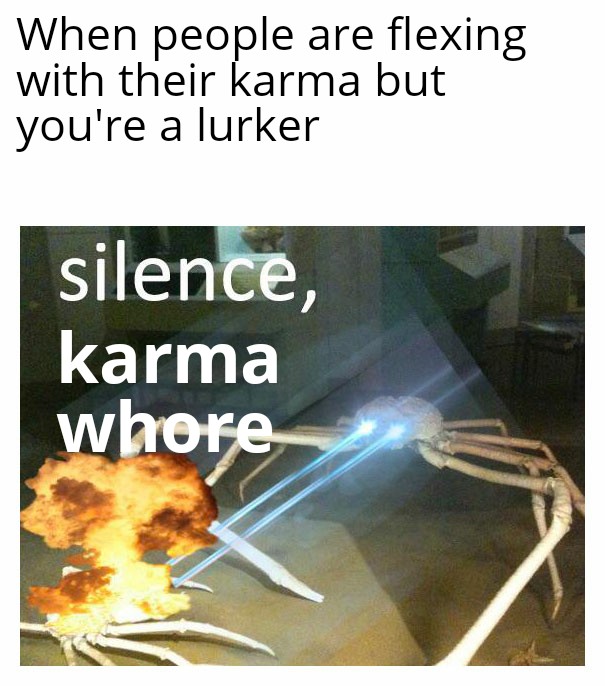 When people are flexing
with their karma but
you're a lurker
silence,
karma
whore